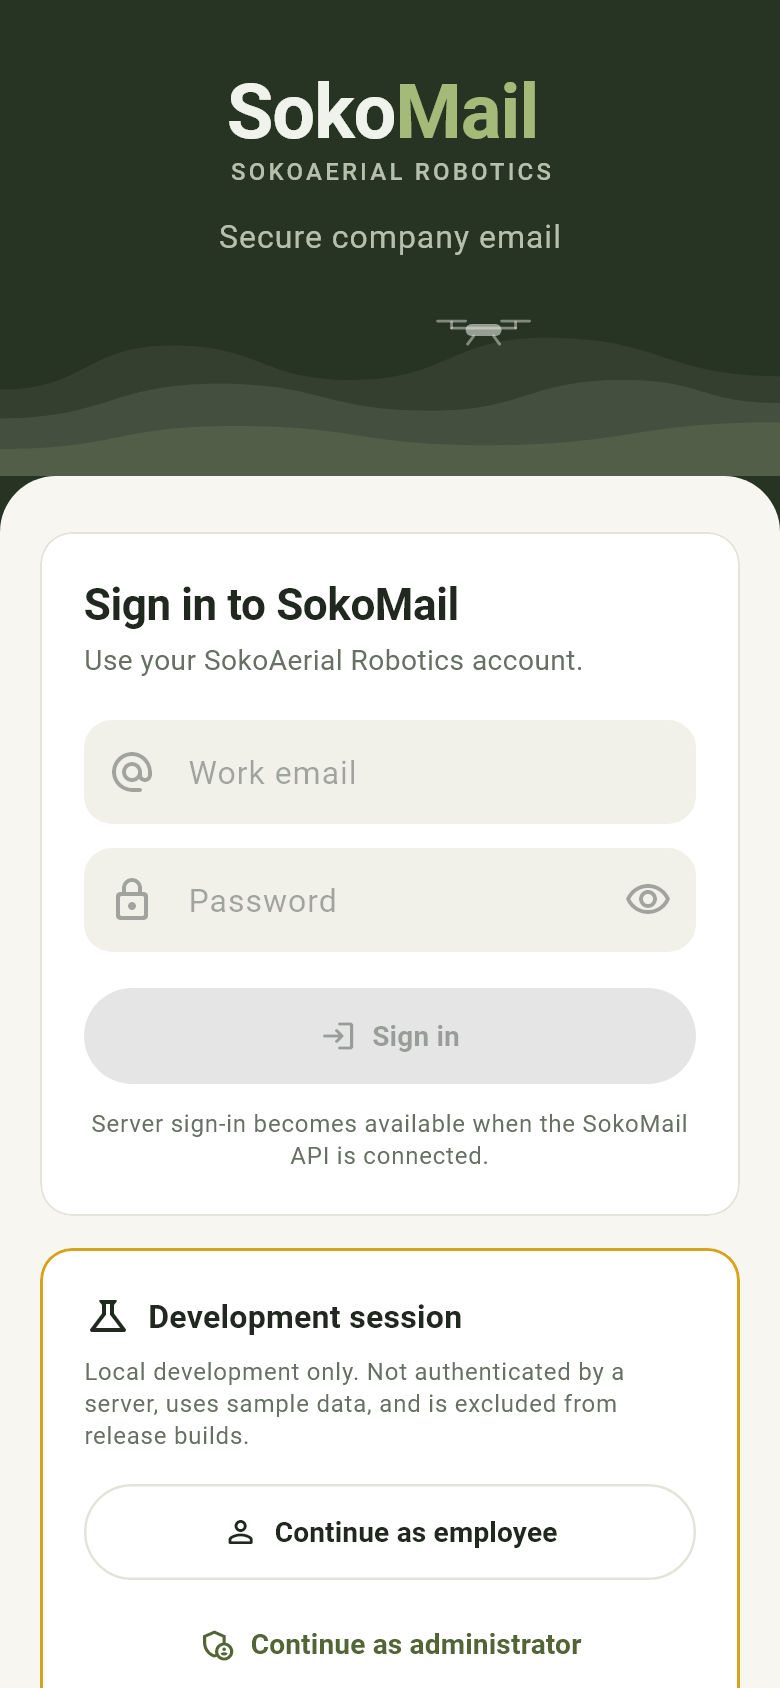 SokoMail
SOKOAERIAL ROBOTICS
Secure company email
Sign in to SokoMail
Use your SokoAerial Robotics account.
Work email
Password
Sign in
Server sign-in becomes available when the SokoMail
API is connected.
Development session
Local development only. Not authenticated by a
server, uses sample data, and is excluded from
release builds.
Continue as employee
Continue as administrator